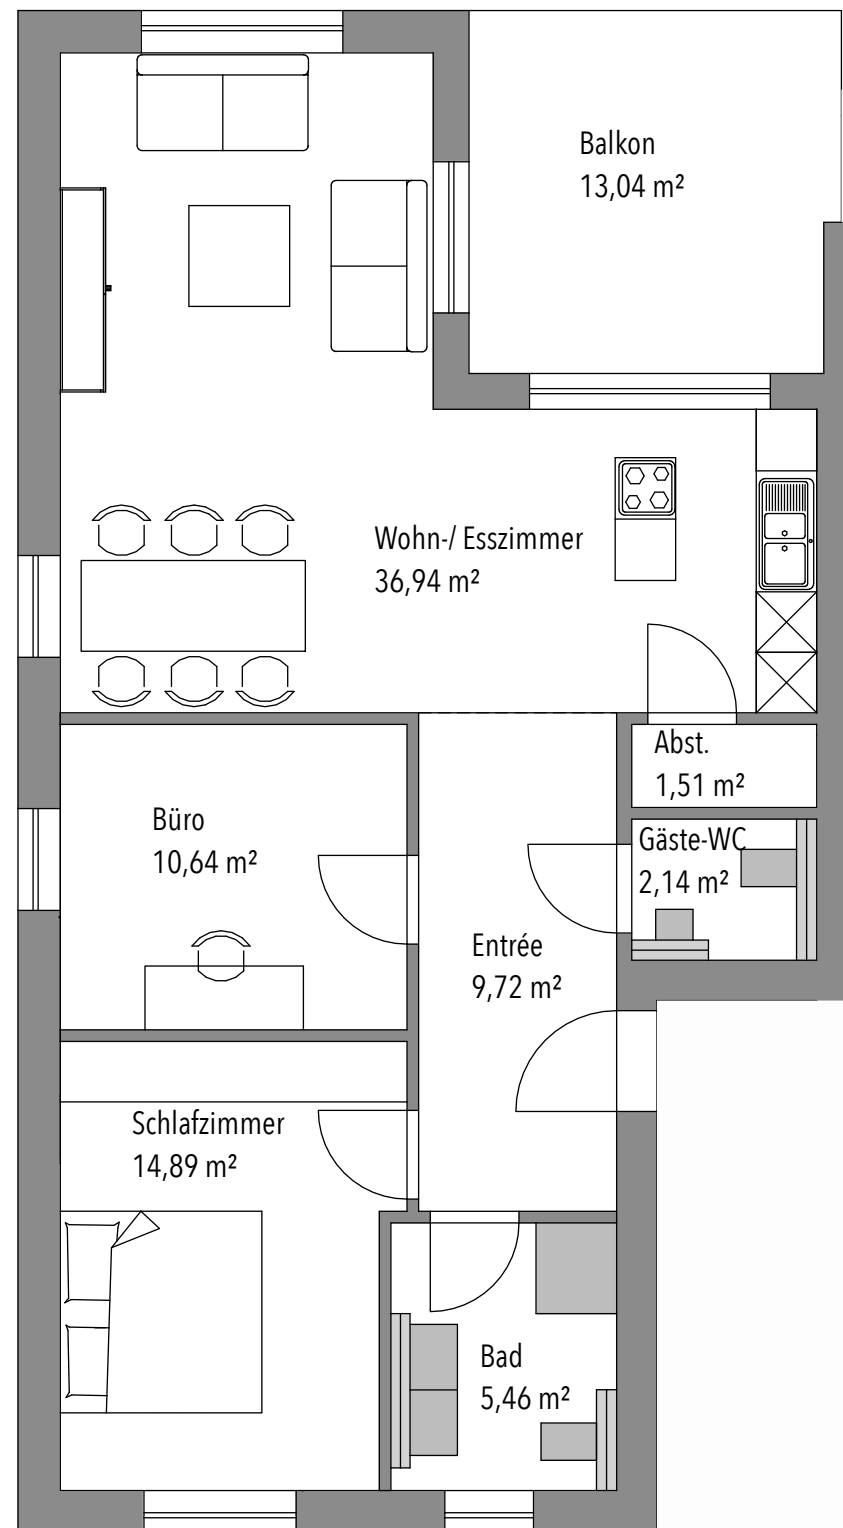 Balkon
13,04 m²
Wohn-/ Esszimmer
36,94 m²
Abst.
1,51 m²
Büro
10,64 m²
Gäste-WC
2,14 m²
Entrée
9,72 m²
Schlafzimmer
14,89 m²
Bad
5,46 m²